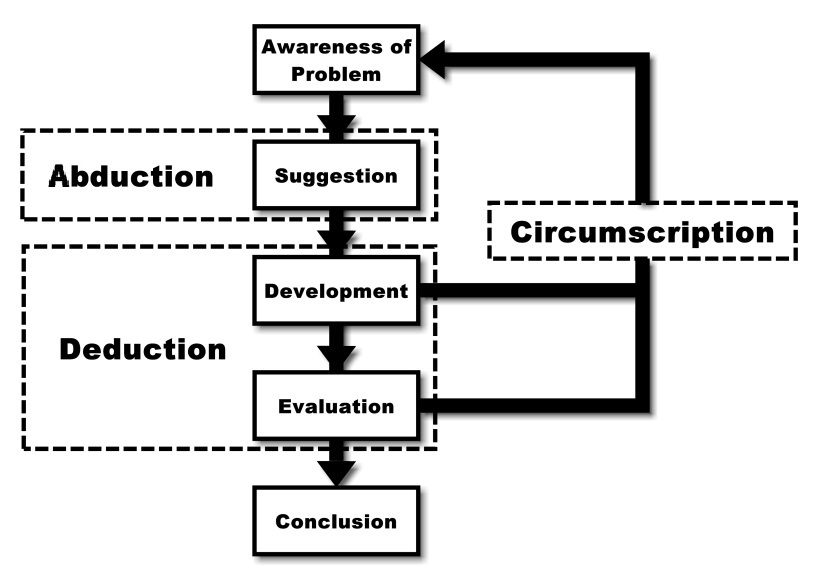 Awareness of
Problem
Abduction
Suggestion
Circumscription
Development
Deduction
Evaluation
Conclusion